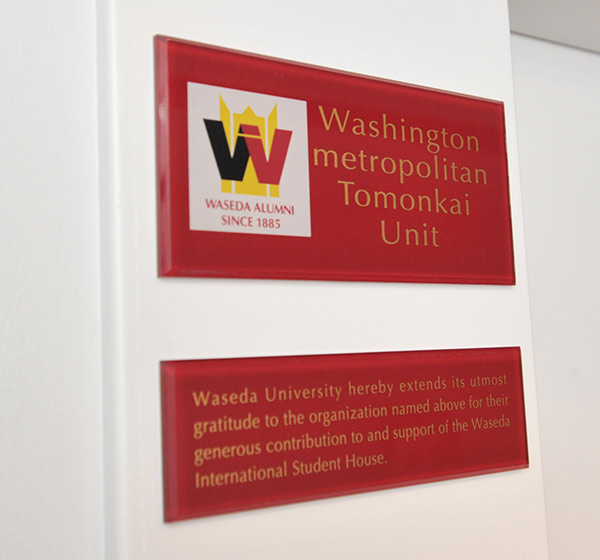 WASEDA ALUMNI
SINCE 1885
Washington
metropolitan
Tomonkai
Unit
Waseda University hereby extends its utmost
gratitude to the organization named above for their
generous contribution to and support of the Waseda
International Student House.